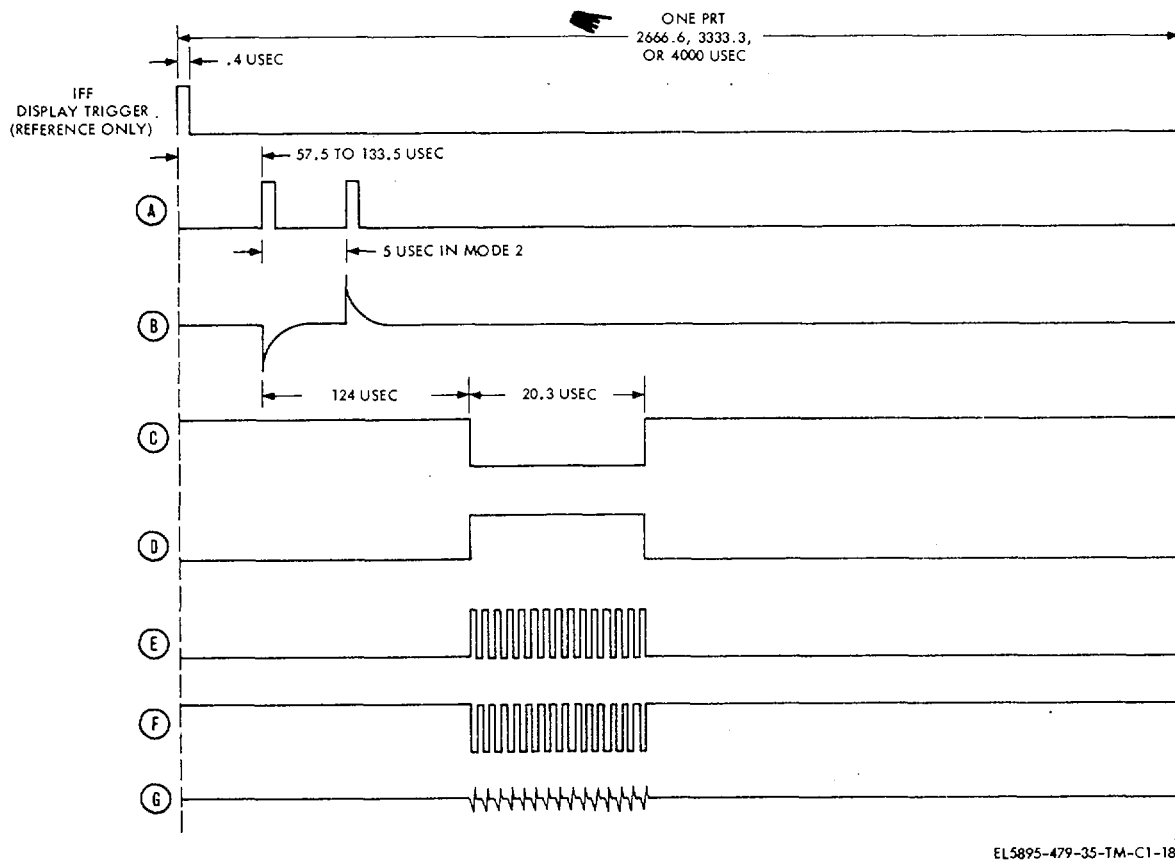 ONE PRT
2666.6, 3333.3,
OR 4000 USEC
.4 USEC
IFF
DISPLAY TRIGGER
(REFERENCE ONLY)
57.5 TO 133.5 USEC
A
5 USEC IN MODE 2
B
124 USEC
20.3 USEC
C
D
E
F
G
EL5895-479-35-TM-C1-18